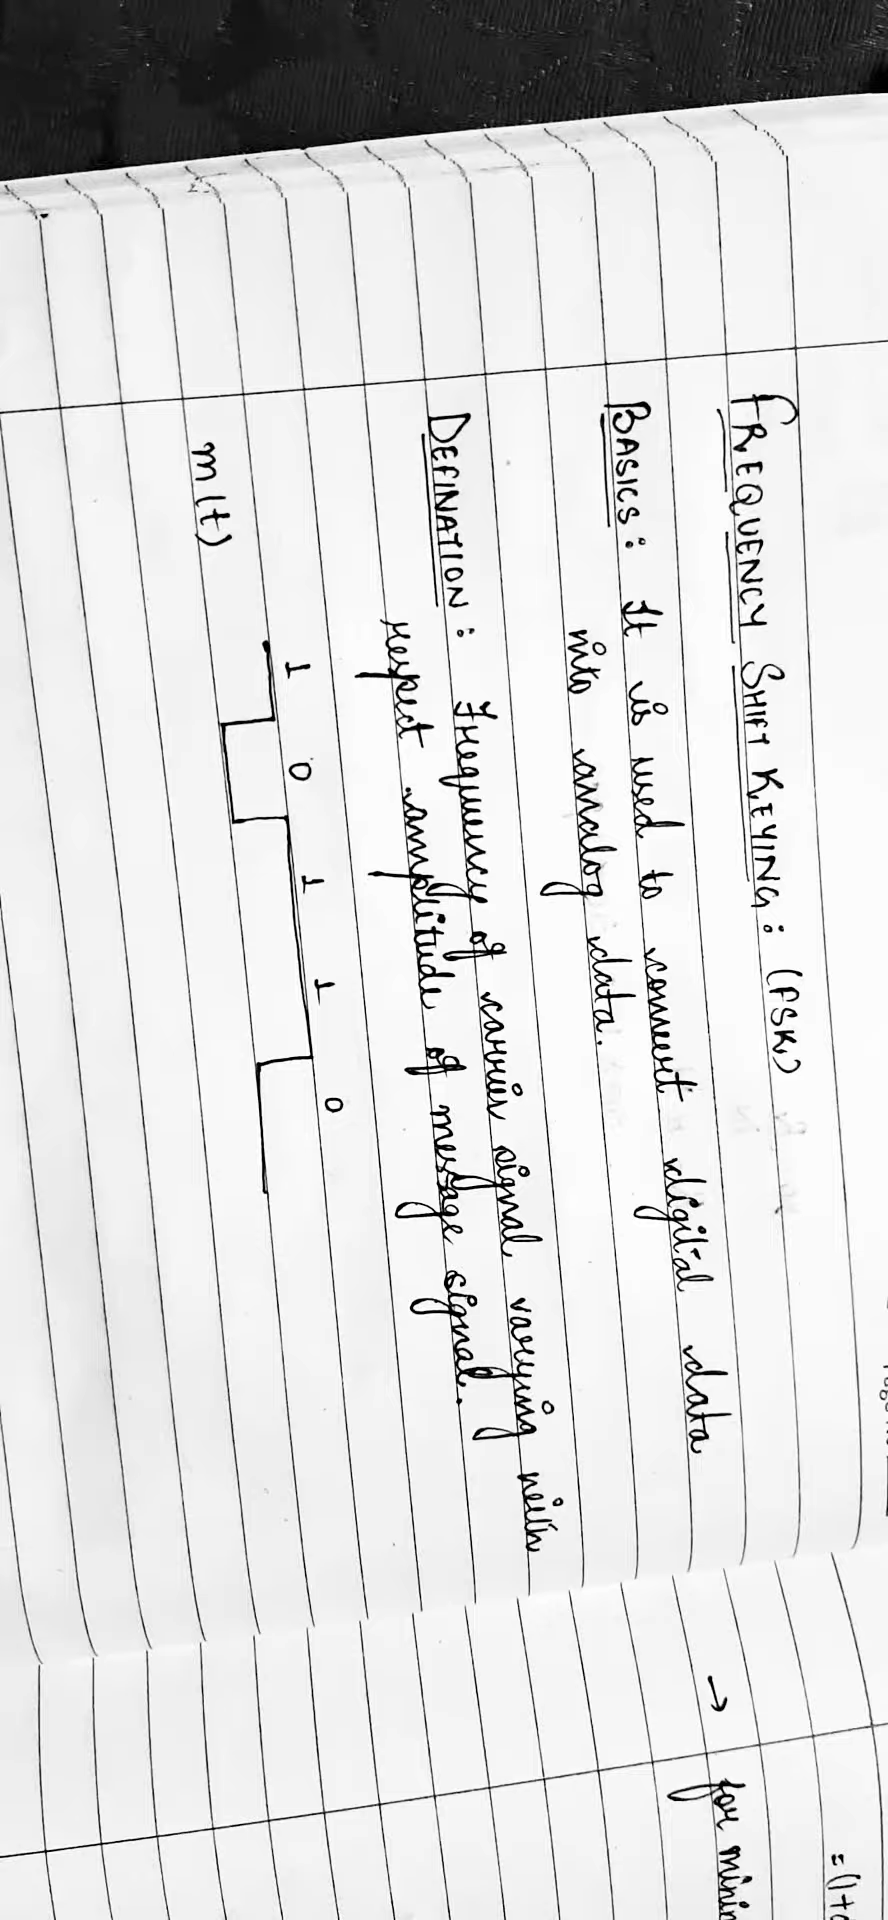 FREQUENCY SHIFT KEYING: (FSK)
BASICS: It is used to convert digital data
into analog data.
DEFINATION: Frequency of carrier signal varying with
respect amplitude of message signal.
1 0 1 1 0
m(t)
→ for
= (1+